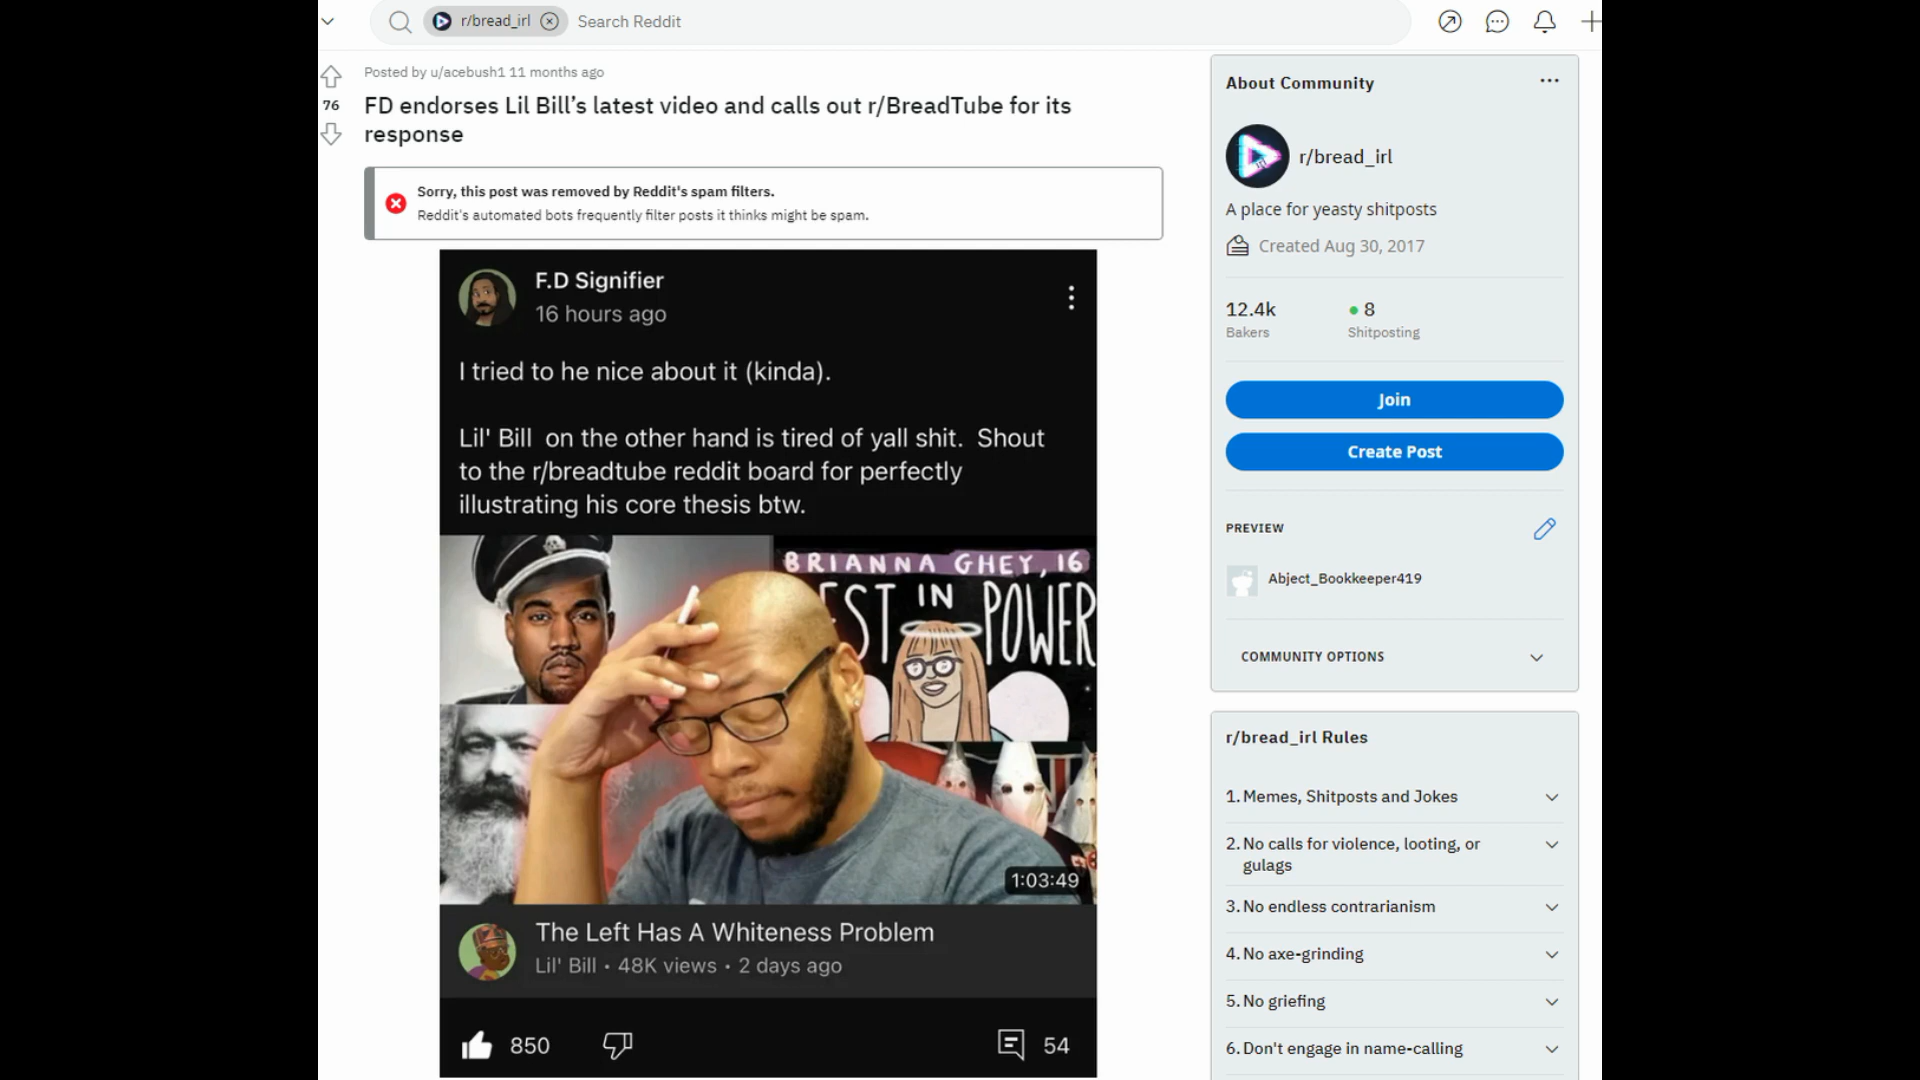 r/bread_irl
Search Reddit
Posted by u/acebush1 11 months ago
76
FD endorses Lil Bill’s latest video and calls out r/BreadTube for its
response
Sorry, this post was removed by Reddit's spam filters.
Reddit's automated bots frequently filter posts it thinks might be spam.
F.D Signifier
16 hours ago
I tried to he nice about it (kinda).
Lil' Bill on the other hand is tired of yall shit. Shout
to the r/breadtube reddit board for perfectly
illustrating his core thesis btw.
BRIANNA GHEY, 16
EST IN POWER
1:03:49
The Left Has A Whiteness Problem
Lil' Bill • 48K views • 2 days ago
850
54
About Community
r/bread_irl
A place for yeasty shitposts
Created Aug 30, 2017
12.4k
Bakers
8
Shitposting
Join
Create Post
PREVIEW
Abject_Bookkeeper419
COMMUNITY OPTIONS
r/bread_irl Rules
1. Memes, Shitposts and Jokes
2. No calls for violence, looting, or
gulags
3. No endless contrarianism
4. No axe-grinding
5. No griefing
6. Don't engage in name-calling